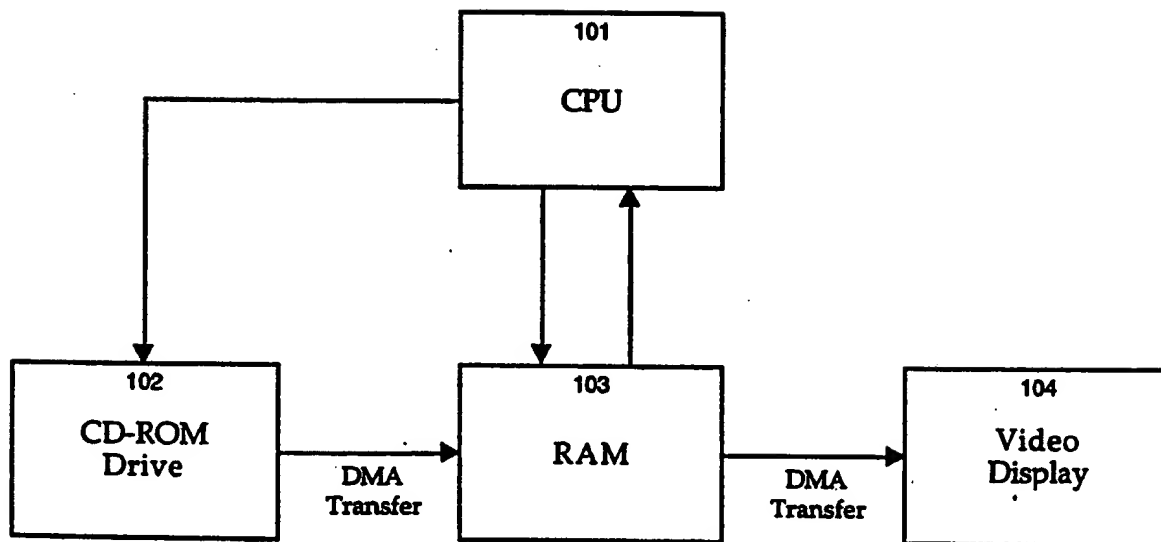 101
CPU
102
CD-ROM
Drive
DMA
Transfer
103
RAM
DMA
Transfer
104
Video
Display